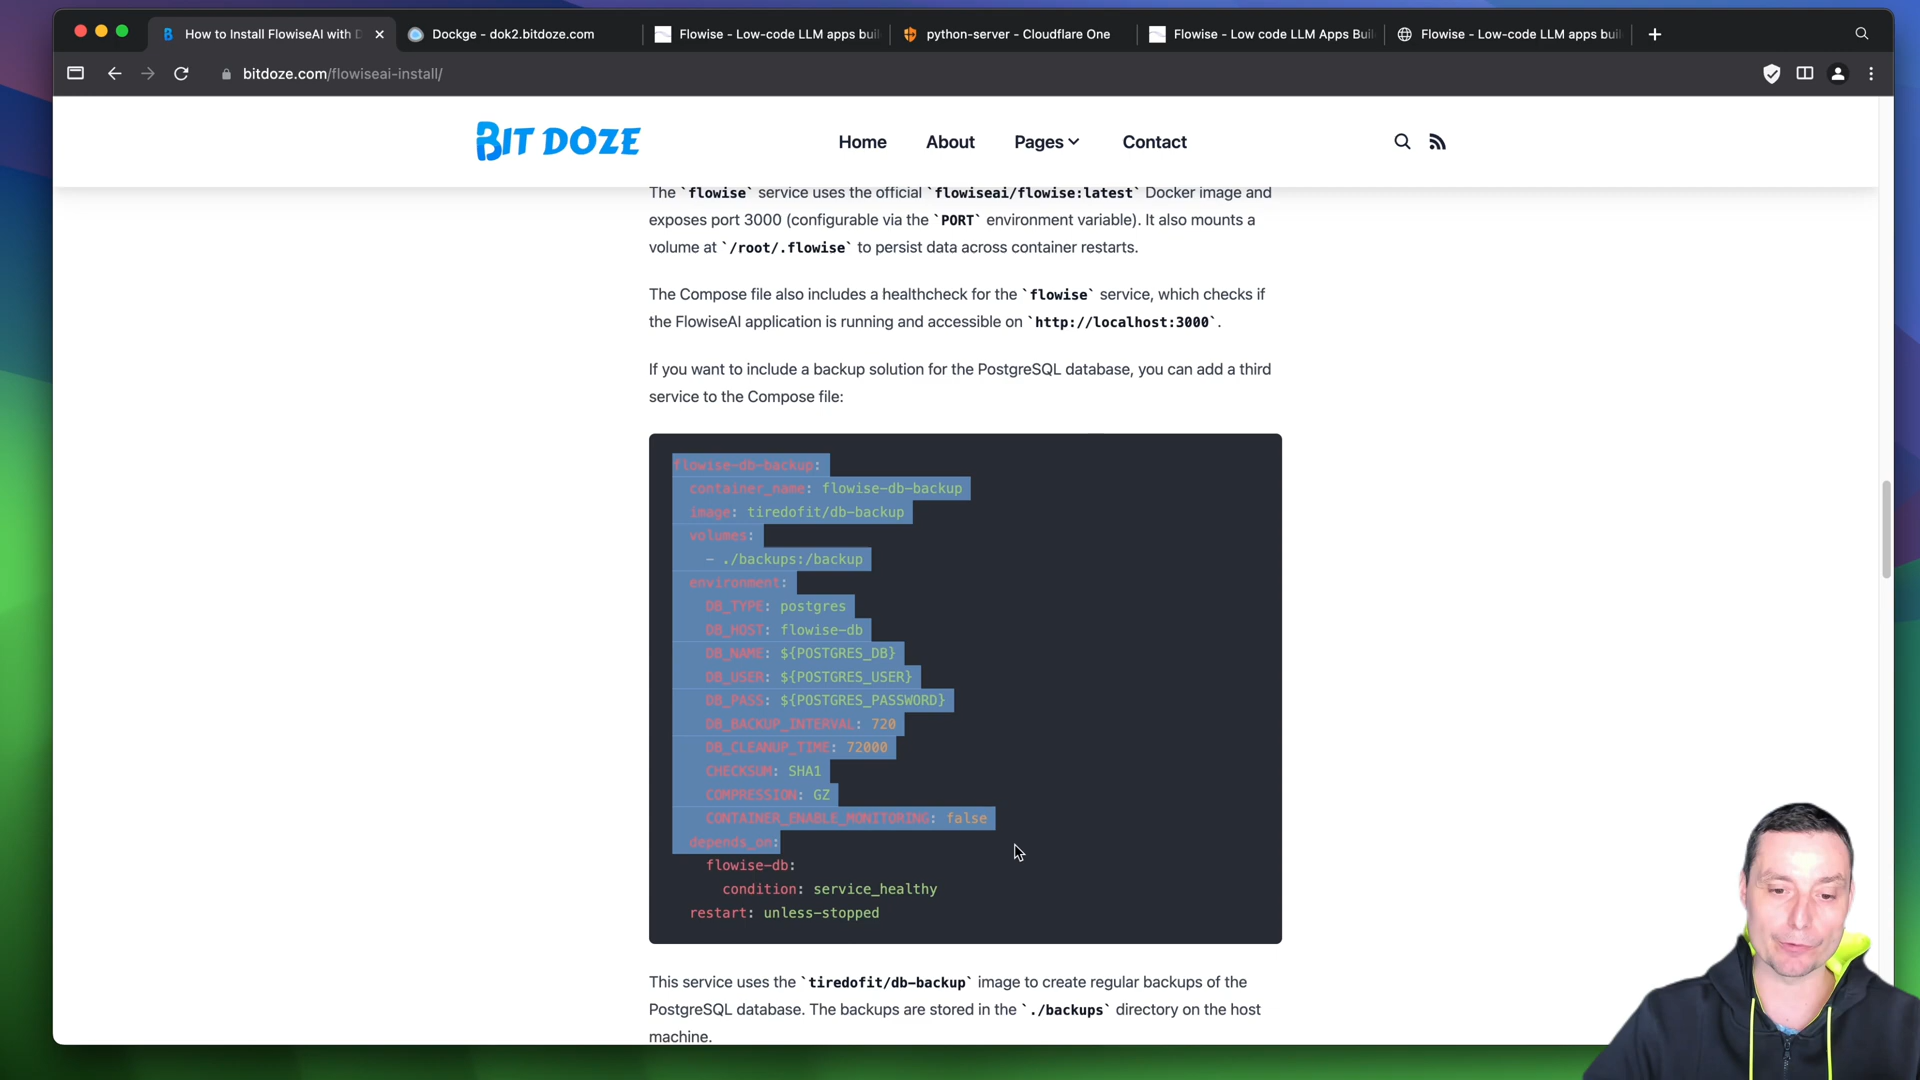 How to Install FlowiseAI with D
Dockge - dok2.bitdoze.com
Flowise - Low-code LLM apps buil
python-server - Cloudflare One
Flowise - Low code LLM Apps Buil
Flowise - Low-code LLM apps buil
bitdoze.com/flowiseai-install/
BIT DOZE
Home
About
Pages
Contact
The `flowise` service uses the official `flowiseai/flowise:latest` Docker image and
exposes port 3000 (configurable via the `PORT` environment variable). It also mounts a
volume at `/root/.flowise` to persist data across container restarts.
The Compose file also includes a healthcheck for the `flowise` service, which checks if
the FlowiseAI application is running and accessible on `http://localhost:3000`.
If you want to include a backup solution for the PostgreSQL database, you can add a third
service to the Compose file:
flowise-db-backup:
container_name: flowise-db-backup
image: tiredofit/db-backup
volumes:
- ./backups:/backup
environment:
DB_TYPE: postgres
DB_HOST: flowise-db
DB_NAME: ${POSTGRES_DB}
DB_USER: ${POSTGRES_USER}
DB_PASS: ${POSTGRES_PASSWORD}
DB_BACKUP_INTERVAL: 720
DB_CLEANUP_TIME: 72000
CHECKSUM: SHA1
COMPRESSION: GZ
CONTAINER_ENABLE_MONITORING: false
depends_on:
flowise-db:
condition: service_healthy
restart: unless-stopped
This service uses the `tiredofit/db-backup` image to create regular backups of the
PostgreSQL database. The backups are stored in the `./backups` directory on the host
machine.